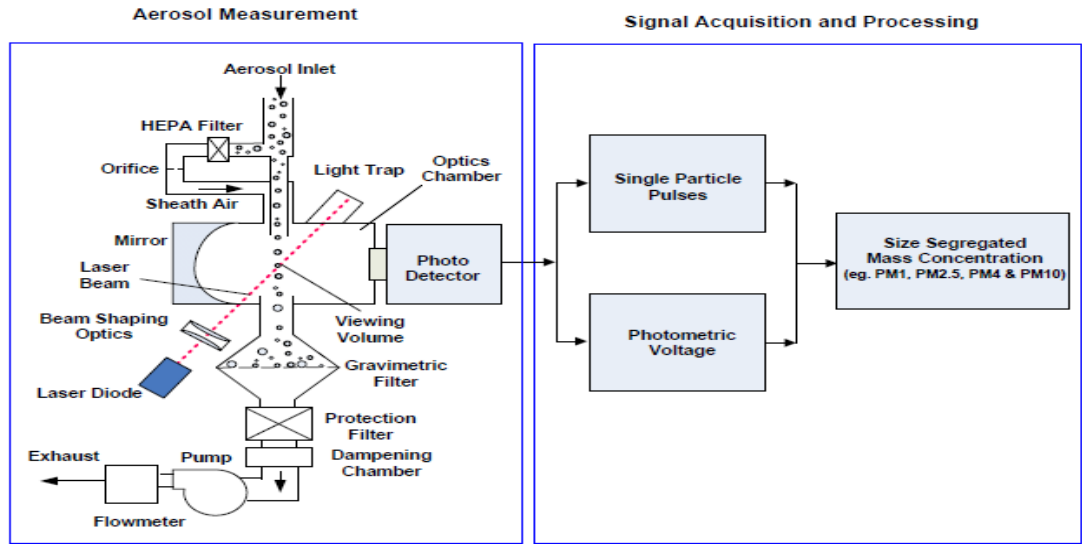 Aerosol Measurement
Signal Acquisition and Processing
Aerosol Inlet
HEPA Filter
Orifice
Sheath Air
Light Trap
Optics
Chamber
Mirror
Laser
Beam
Photo
Detector
Beam Shaping
Optics
Viewing
Volume
Laser Diode
Gravimetric
Filter
Protection
Filter
Exhaust
Pump
Dampening
Chamber
Flowmeter
Single Particle
Pulses
Photometric
Voltage
Size Segregated
Mass Concentration
(eg. PM1, PM2.5, PM4 & PM10)